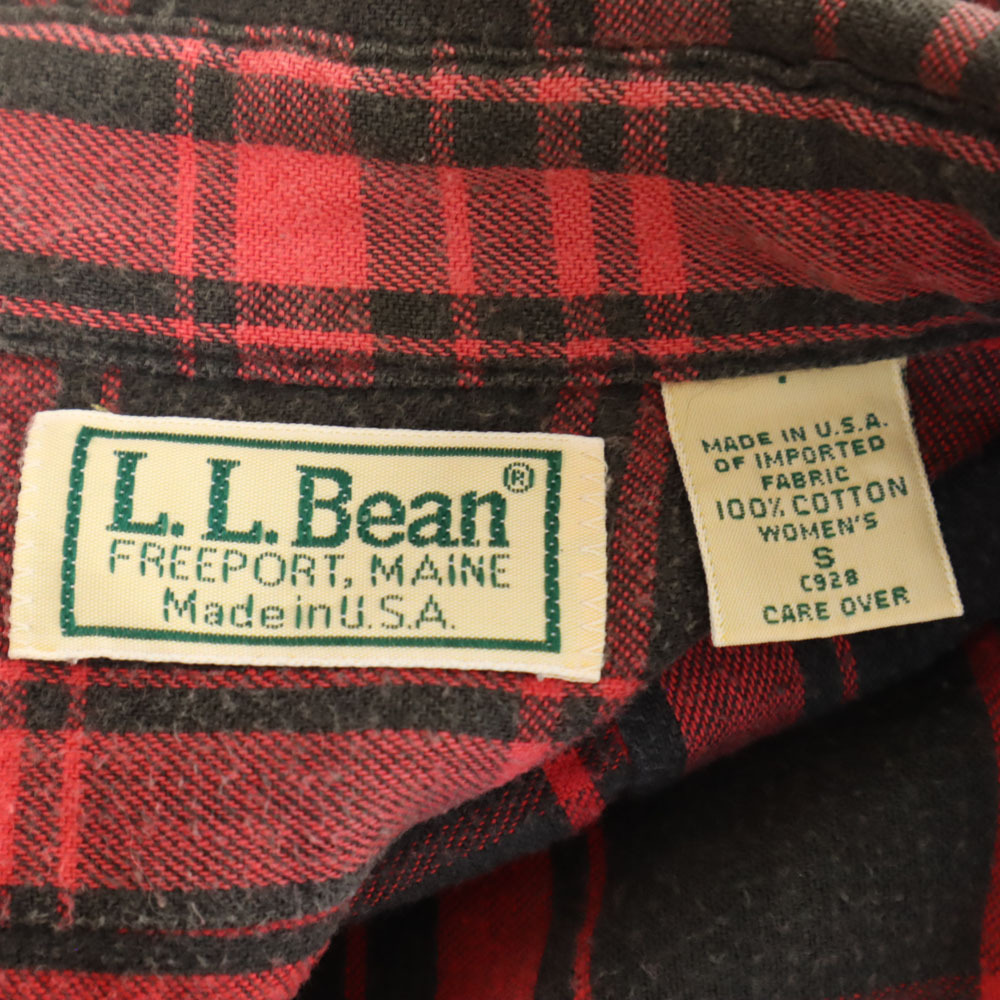 L.L.Bean®
FREEPORT, MAINE
Made in U.S.A.
MADE IN U.S.A.
OF IMPORTED
FABRIC
100% COTTON
WOMEN'S
S
C928
CARE OVER